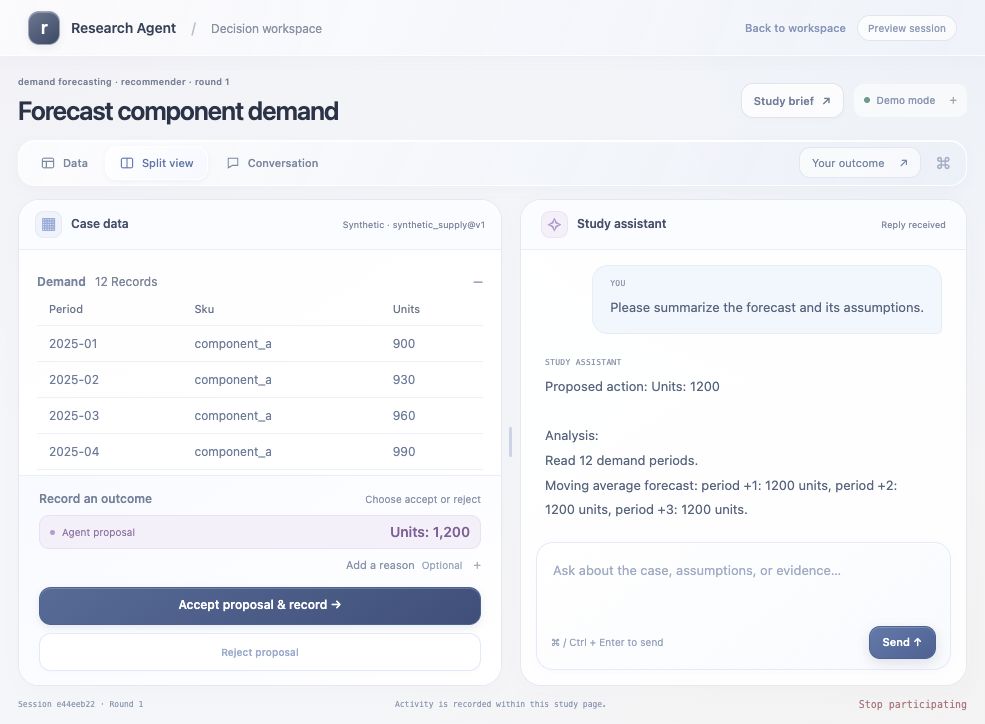 r Research Agent / Decision workspace Back to workspace Preview session
demand forecasting · recommender · round 1
Forecast component demand
Study brief ↗ Demo mode +
Data Split view Conversation Your outcome ↗ ⌘
Case data Synthetic · synthetic_supply@v1
Demand 12 Records −
Period Sku Units
2025-01 component_a 900
2025-02 component_a 930
2025-03 component_a 960
2025-04 component_a 990
Record an outcome Choose accept or reject
Agent proposal Units: 1,200
Add a reason Optional +
Accept proposal & record →
Reject proposal
Study assistant Reply received
YOU
Please summarize the forecast and its assumptions.
STUDY ASSISTANT
Proposed action: Units: 1200
Analysis:
Read 12 demand periods.
Moving average forecast: period +1: 1200 units, period +2:
1200 units, period +3: 1200 units.
Ask about the case, assumptions, or evidence…
⌘ / Ctrl + Enter to send Send ↑
Session e44eeb22 · Round 1 Activity is recorded within this study page. Stop participating